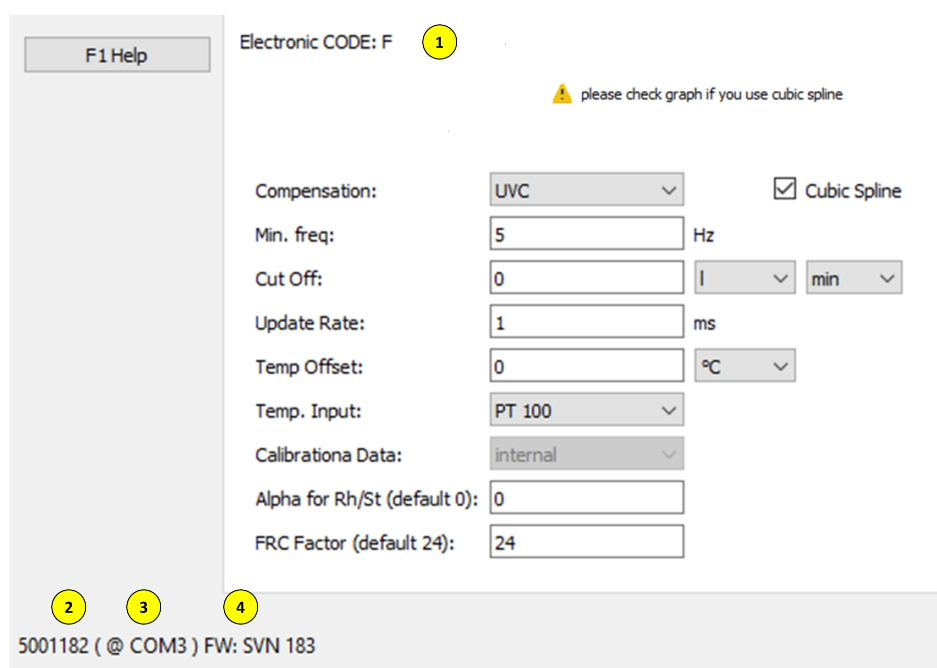 F1 Help
Electronic CODE: F 1
please check graph if you use cubic spline
Compensation: UVC Cubic Spline
Min. freq: 5 Hz
Cut Off: 0 l min
Update Rate: 1 ms
Temp Offset: 0 °C
Temp. Input: PT 100
Calibrationa Data: internal
Alpha for Rh/St (default 0): 0
FRC Factor (default 24): 24
2 3 4
5001182 ( @ COM3 ) FW: SVN 183